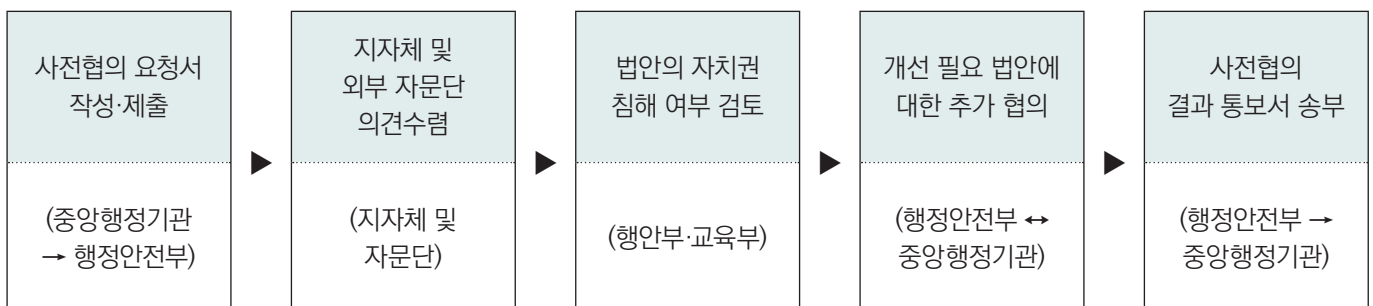 사전협의 요청서
작성·제출
(중앙행정기관
→ 행정안전부)
▶
지자체 및
외부 자문단
의견수렴
(지자체 및
자문단)
▶
법안의 자치권
침해 여부 검토
(행안부·교육부)
▶
개선 필요 법안에
대한 추가 협의
(행정안전부 ↔
중앙행정기관)
▶
사전협의
결과 통보서 송부
(행정안전부 →
중앙행정기관)